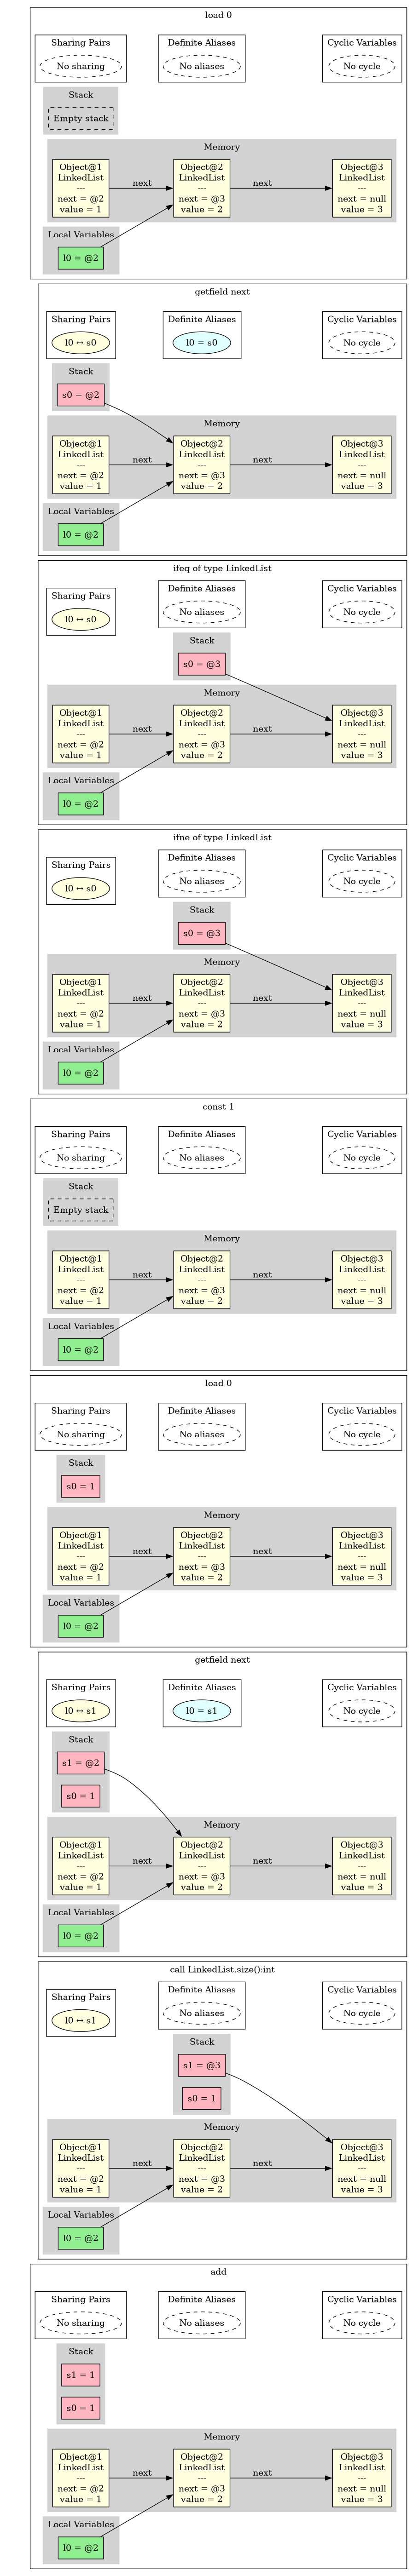 load 0
Sharing Pairs
No sharing
Definite Aliases
No aliases
Cyclic Variables
No cycle
Stack
Empty stack
Memory
Object@1
LinkedList
---
next = @2
value = 1
next
Object@2
LinkedList
---
next = @3
value = 2
next
Object@3
LinkedList
---
next = null
value = 3
Local Variables
l0 = @2
getfield next
Sharing Pairs
l0 ↔ s0
Definite Aliases
l0 = s0
Cyclic Variables
No cycle
Stack
s0 = @2
Memory
Object@1
LinkedList
---
next = @2
value = 1
next
Object@2
LinkedList
---
next = @3
value = 2
next
Object@3
LinkedList
---
next = null
value = 3
Local Variables
l0 = @2
ifeq of type LinkedList
Sharing Pairs
l0 ↔ s0
Definite Aliases
No aliases
Cyclic Variables
No cycle
Stack
s0 = @3
Memory
Object@1
LinkedList
---
next = @2
value = 1
next
Object@2
LinkedList
---
next = @3
value = 2
next
Object@3
LinkedList
---
next = null
value = 3
Local Variables
l0 = @2
ifne of type LinkedList
Sharing Pairs
l0 ↔ s0
Definite Aliases
No aliases
Cyclic Variables
No cycle
Stack
s0 = @3
Memory
Object@1
LinkedList
---
next = @2
value = 1
next
Object@2
LinkedList
---
next = @3
value = 2
next
Object@3
LinkedList
---
next = null
value = 3
Local Variables
l0 = @2
const 1
Sharing Pairs
No sharing
Definite Aliases
No aliases
Cyclic Variables
No cycle
Stack
Empty stack
Memory
Object@1
LinkedList
---
next = @2
value = 1
next
Object@2
LinkedList
---
next = @3
value = 2
next
Object@3
LinkedList
---
next = null
value = 3
Local Variables
l0 = @2
load 0
Sharing Pairs
No sharing
Definite Aliases
No aliases
Cyclic Variables
No cycle
Stack
s0 = 1
Memory
Object@1
LinkedList
---
next = @2
value = 1
next
Object@2
LinkedList
---
next = @3
value = 2
next
Object@3
LinkedList
---
next = null
value = 3
Local Variables
l0 = @2
getfield next
Sharing Pairs
l0 ↔ s1
Definite Aliases
l0 = s1
Cyclic Variables
No cycle
Stack
s1 = @2
s0 = 1
Memory
Object@1
LinkedList
---
next = @2
value = 1
next
Object@2
LinkedList
---
next = @3
value = 2
next
Object@3
LinkedList
---
next = null
value = 3
Local Variables
l0 = @2
call LinkedList.size():int
Sharing Pairs
l0 ↔ s1
Definite Aliases
No aliases
Cyclic Variables
No cycle
Stack
s1 = @3
s0 = 1
Memory
Object@1
LinkedList
---
next = @2
value = 1
next
Object@2
LinkedList
---
next = @3
value = 2
next
Object@3
LinkedList
---
next = null
value = 3
Local Variables
l0 = @2
add
Sharing Pairs
No sharing
Definite Aliases
No aliases
Cyclic Variables
No cycle
Stack
s1 = 1
s0 = 1
Memory
Object@1
LinkedList
---
next = @2
value = 1
next
Object@2
LinkedList
---
next = @3
value = 2
next
Object@3
LinkedList
---
next = null
value = 3
Local Variables
l0 = @2